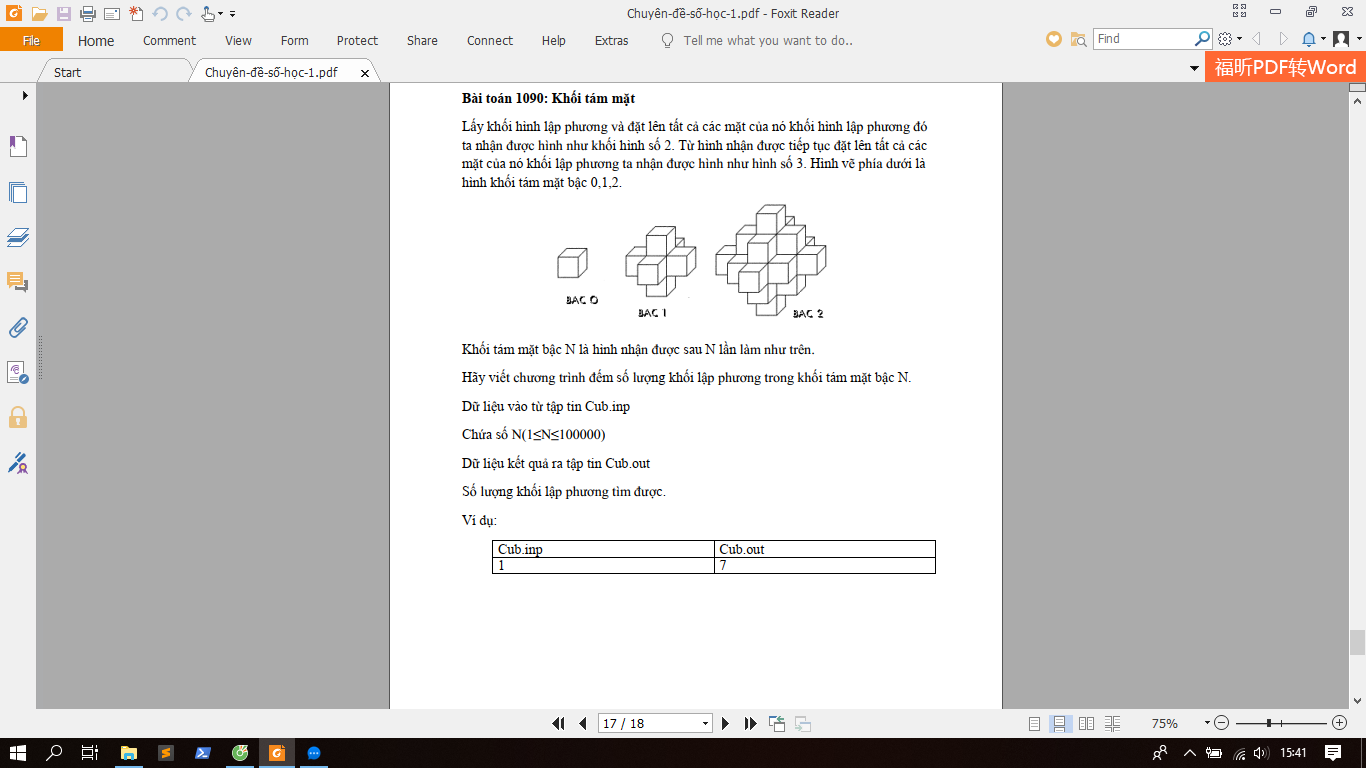 Chuyên-đề-số-học-1.pdf - Foxit Reader
File Home Comment View Form Protect Share Connect Help Extras Tell me what you want to do.. Find
Start Chuyên-đề-số-học-1.pdf 福昕PDF转Word
Bài toán 1090: Khối tám mặt
Lấy khối hình lập phương và đặt lên tất cả các mặt của nó khối hình lập phương đó
ta nhận được hình như khối hình số 2. Từ hình nhận được tiếp tục đặt lên tất cả các
mặt của nó khối lập phương ta nhận được hình như hình số 3. Hình vẽ phía dưới là
hình khối tám mặt bậc 0,1,2.
BAC O
BAC 1
BAC 2
Khối tám mặt bậc N là hình nhận được sau N lần làm như trên.
Hãy viết chương trình đếm số lượng khối lập phương trong khối tám mặt bậc N.
Dữ liệu vào từ tập tin Cub.inp
Chứa số N(1≤N≤100000)
Dữ liệu kết quả ra tập tin Cub.out
Số lượng khối lập phương tìm được.
Ví dụ:
Cub.inp Cub.out
1 7
17 / 18 75%
15:41